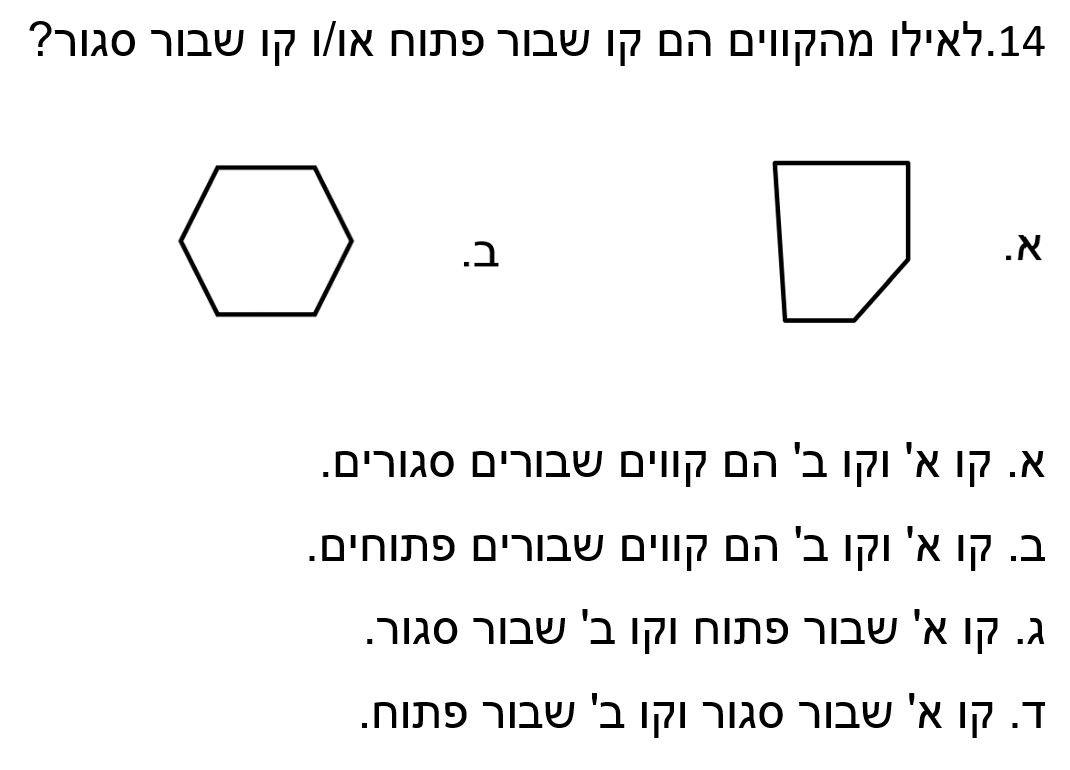 14.לאילו מהקווים הם קו שבור פתוח או/ו קו שבור סגור?
א.
ב.
א. קו א' וקו ב' הם קווים שבורים סגורים.
ב. קו א' וקו ב' הם קווים שבורים פתוחים.
ג. קו א' שבור פתוח וקו ב' שבור סגור.
ד. קו א' שבור סגור וקו ב' שבור פתוח.